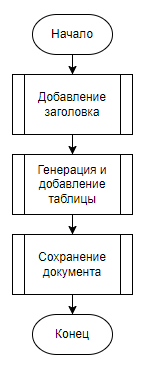 Начало
Добавление
заголовка
Генерация и
добавление
таблицы
Сохранение
документа
Конец